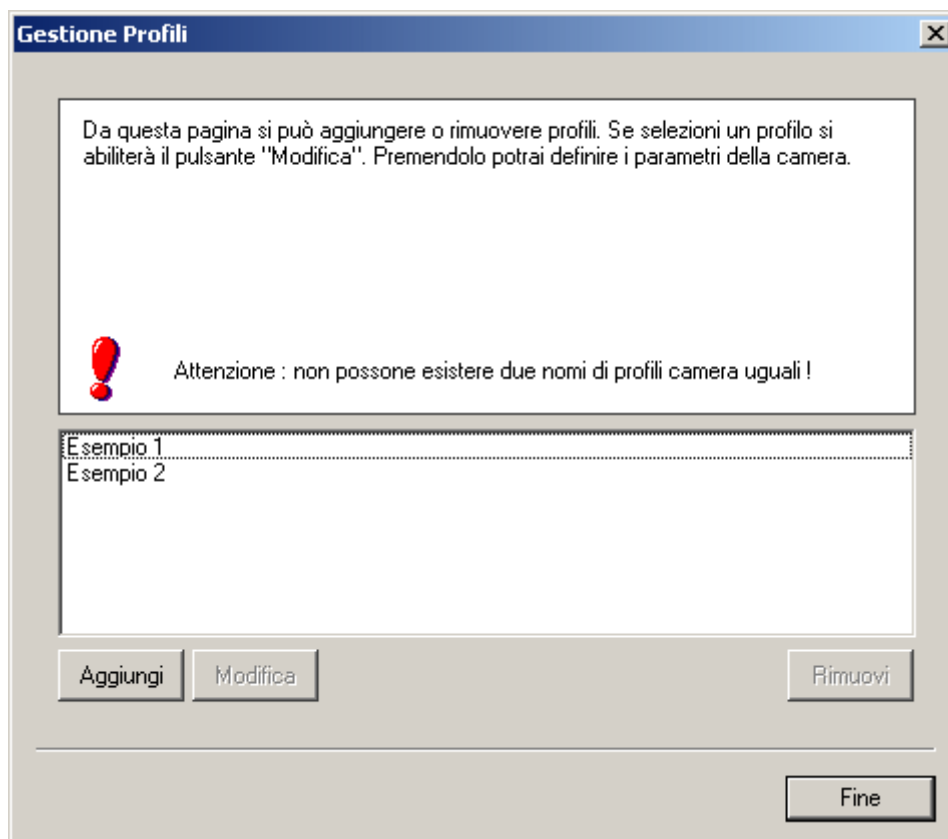 Gestione Profili
Da questa pagina si può aggiungere o rimuovere profili. Se selezioni un profilo si
abiliterà il pulsante "Modifica". Premendolo potrai definire i parametri della camera.
Attenzione : non possone esistere due nomi di profili camera uguali !
Esempio 1
Esempio 2
Aggiungi Modifica Rimuovi
Fine